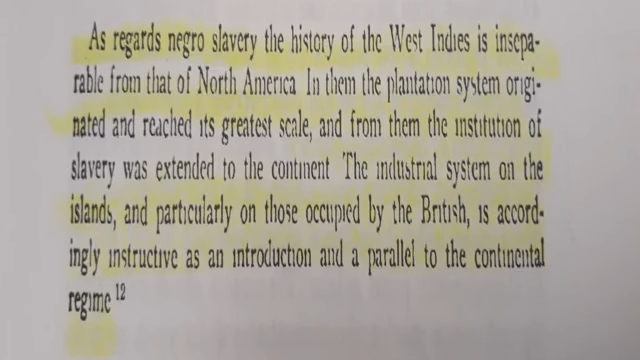 As regards negro slavery the history of the West Indies is insepa-
rable from that of North America In them the plantation system origi-
nated and reached its greatest scale, and from them the institution of
slavery was extended to the continent The industrial system on the
islands, and particularly on those occupied by the British, is accord-
ingly instructive as an introduction and a parallel to the continental
regime 12